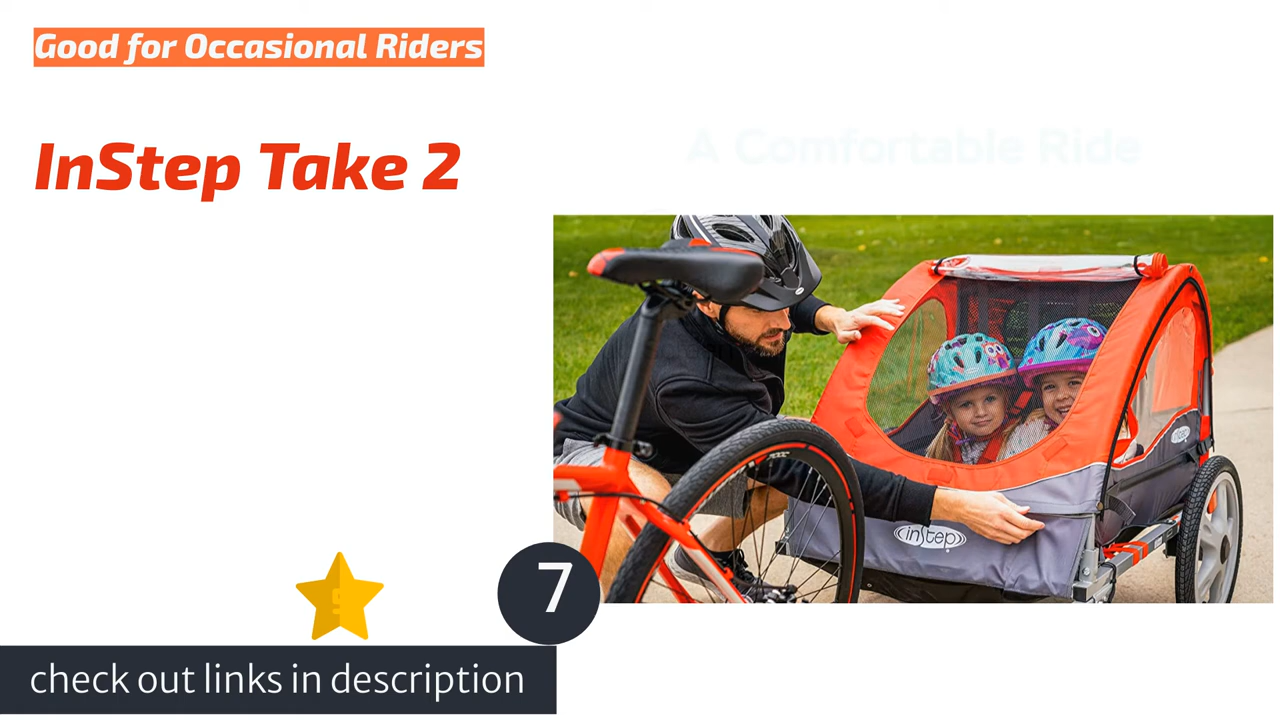 Good for Occasional Riders
InStep Take 2
A Comfortable Ride
inStep
7
check out links in description